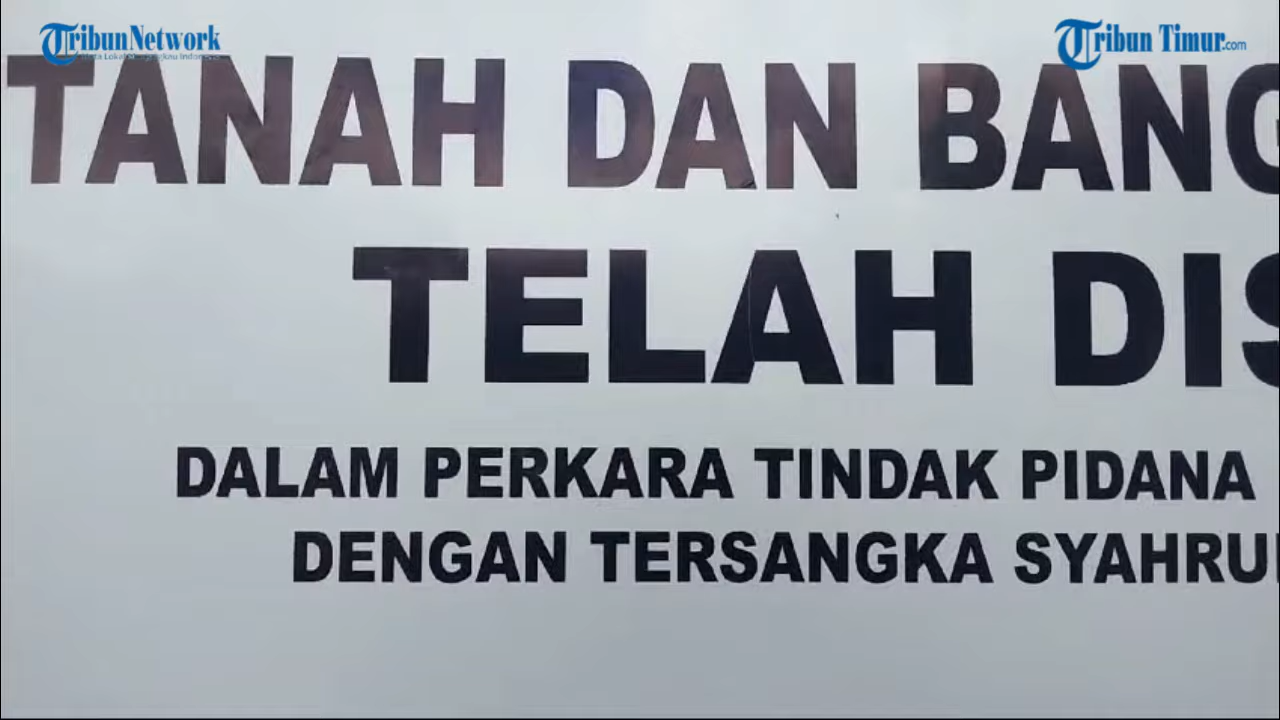 TribunNetwork
Tribun Timur.com
TANAH DAN BANG
TELAH DIS
DALAM PERKARA TINDAK PIDANA
DENGAN TERSANGKA SYAHRU